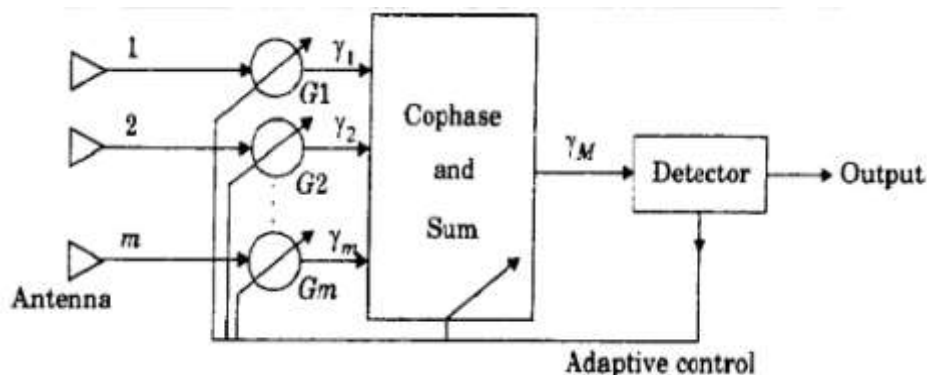 1
γ1
G1
2
γ2
G2
m
γm
Gm
Antenna
Cophase
and
Sum
γM
Detector
Output
Adaptive control